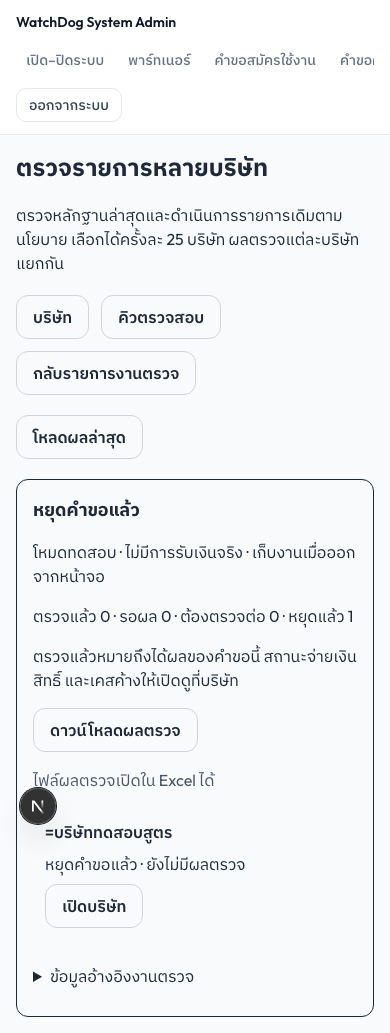 WatchDog System Admin
เปิด-ปิดระบบ พาร์ทเนอร์ คำขอสมัครใช้งาน
ออกจากระบบ
ตรวจรายการหลายบริษัท
ตรวจหลักฐานล่าสุดและดำเนินการรายการเดิมตาม
นโยบาย เลือกได้ครั้งละ 25 บริษัท ผลตรวจแต่ละบริษัท
แยกกัน
บริษัท คิวตรวจสอบ
กลับรายการงานตรวจ
โหลดผลล่าสุด
หยุดคำขอแล้ว
โหมดทดสอบ · ไม่มีการรับเงินจริง · เก็บงานเมื่อออก
จากหน้าจอ
ตรวจแล้ว 0 · รอผล 0 · ต้องตรวจต่อ 0 · หยุดแล้ว 1
ตรวจแล้วหมายถึงได้ผลของคำขอนี้ สถานะจ่ายเงิน
สิทธิ์ และเคสค้างให้เปิดดูที่บริษัท
ดาวน์โหลดผลตรวจ
ไฟล์ผลตรวจเปิดใน Excel ได้
N
=บริษัททดสอบสูตร
หยุดคำขอแล้ว · ยังไม่มีผลตรวจ
เปิดบริษัท
ข้อมูลอ้างอิงงานตรวจ